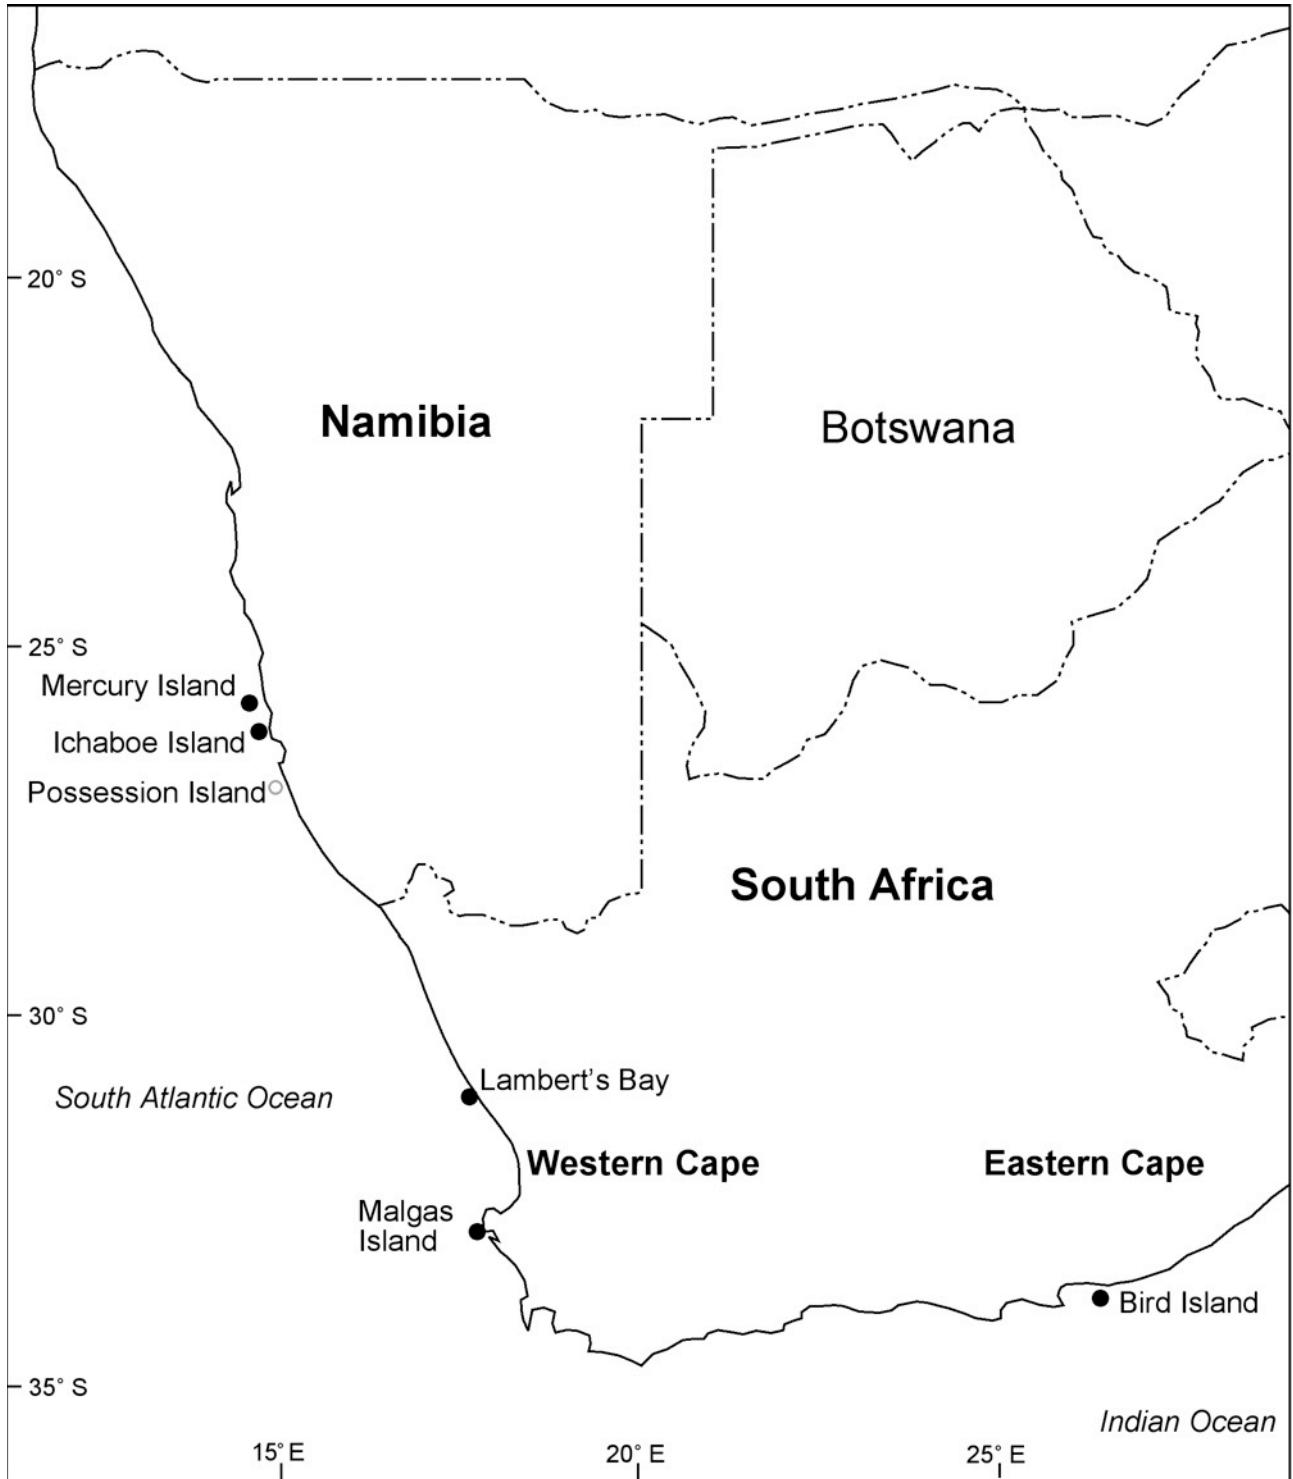 20° S
Namibia
Botswana
25° S
Mercury Island
Ichaboe Island
Possession Island
South Africa
30° S
South Atlantic Ocean
Lambert's Bay
Western Cape
Eastern Cape
Malgas
Island
Bird Island
35° S
Indian Ocean
15° E
20° E
25° E